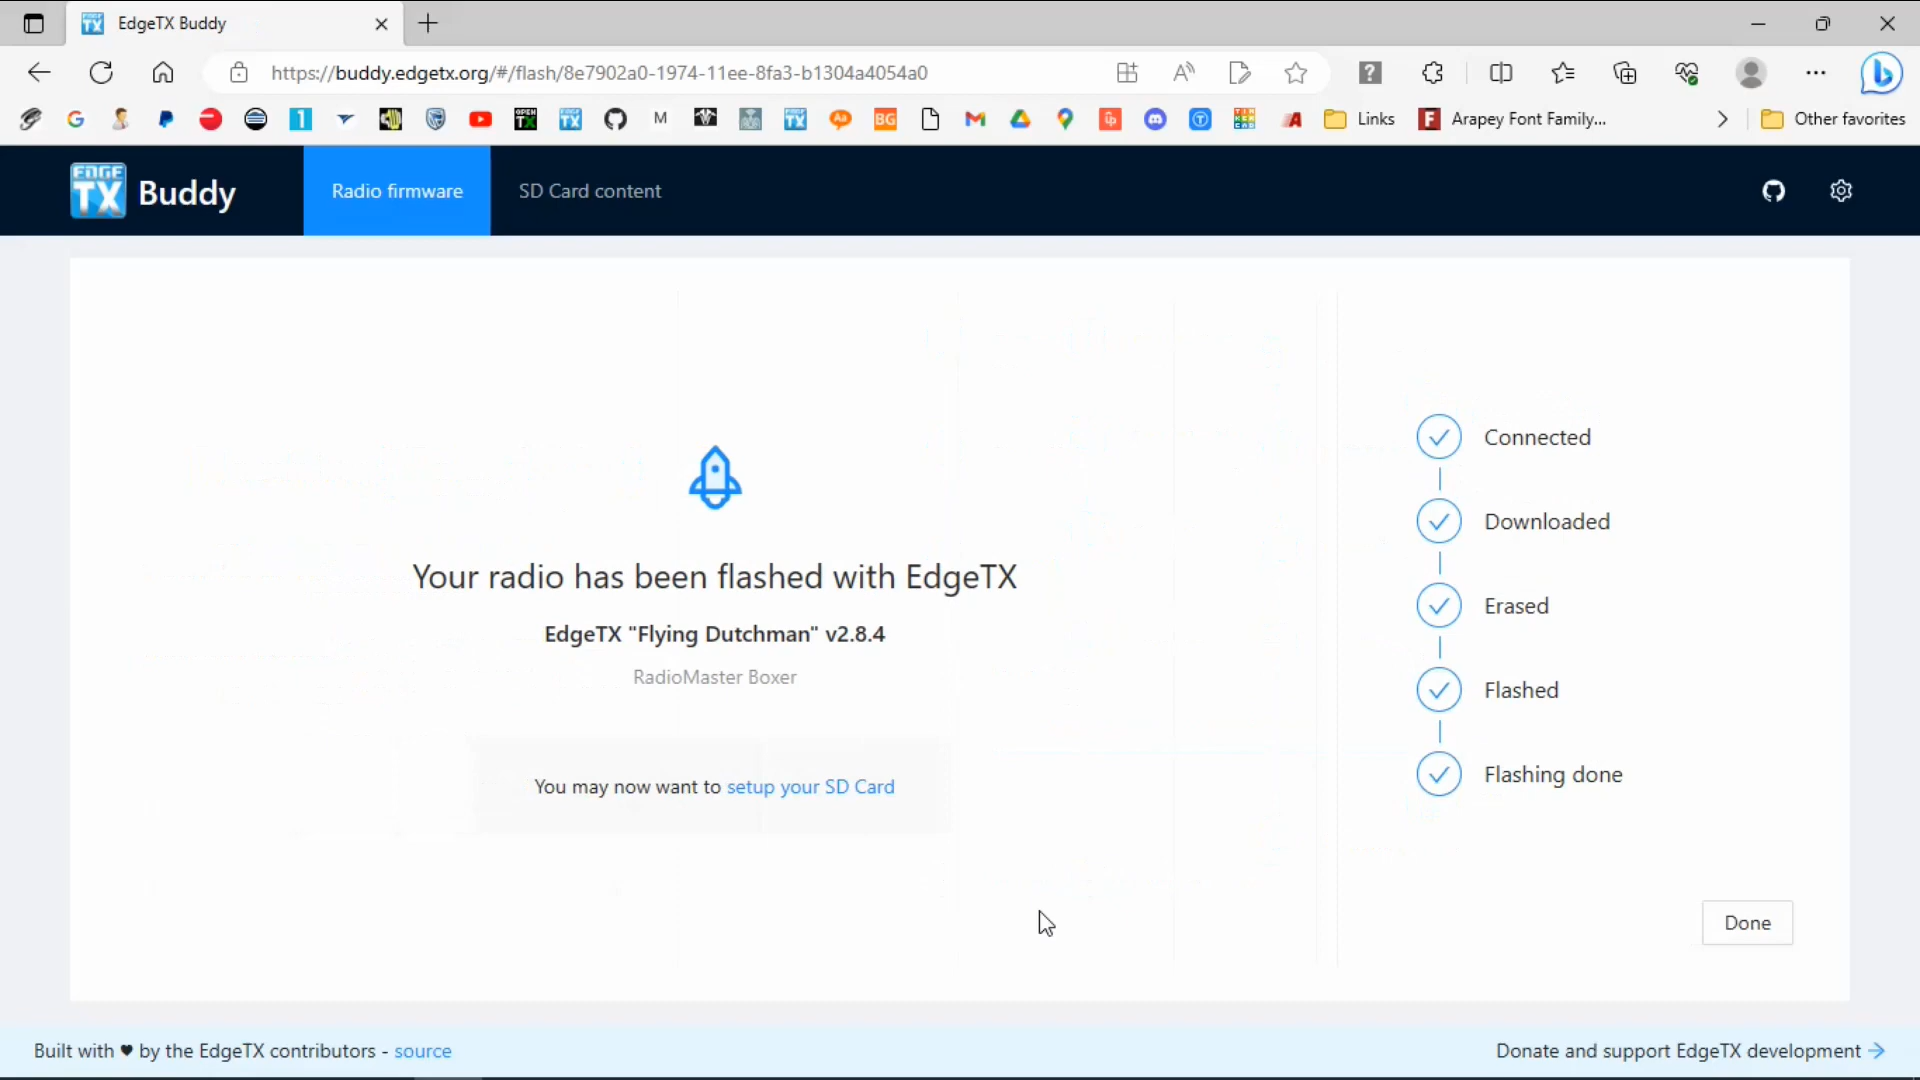 EdgeTX Buddy
https://buddy.edgetx.org/#/flash/8e7902a0-1974-11ee-8fa3-b1304a4054a0
Links
Arapey Font Family...
Other favorites
EDGE TX Buddy
Radio firmware
SD Card content
Your radio has been flashed with EdgeTX
EdgeTX "Flying Dutchman" v2.8.4
RadioMaster Boxer
You may now want to setup your SD Card
Connected
Downloaded
Erased
Flashed
Flashing done
Done
Built with ♥ by the EdgeTX contributors - source
Donate and support EdgeTX development →